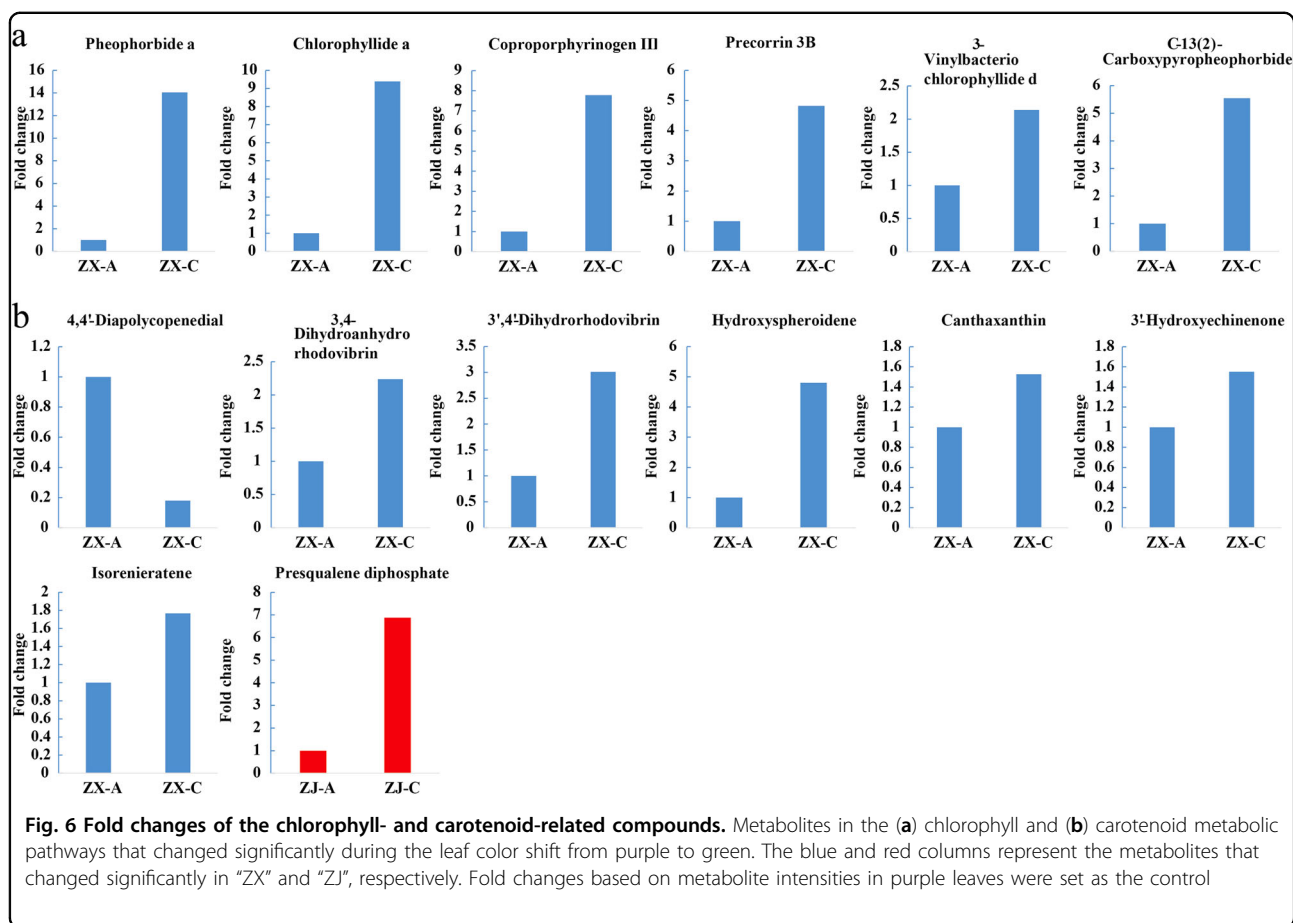 a
Pheophorbide a
Fold change
16
14
12
10
8
6
4
2
0
ZX-A ZX-C
Chlorophyllide a
Fold change
10
9
8
7
6
5
4
3
2
1
0
ZX-A ZX-C
Coproporphyrinogen III
Fold change
9
8
7
6
5
4
3
2
1
0
ZX-A ZX-C
Precorrin 3B
Fold change
6
5
4
3
2
1
0
ZX-A ZX-C
3-
Vinylbacterio
chlorophyllide d
Fold change
2.5
2
1.5
1
0.5
0
ZX-A ZX-C
C-13(2)-
Carboxypyropheophorbide
Fold change
6
5
4
3
2
1
0
ZX-A ZX-C
b
4,4'-Diapolycopenedial
Fold change
1.2
1
0.8
0.6
0.4
0.2
0
ZX-A ZX-C
3,4-
Dihydroanhydro
rhodovibrin
Fold change
2.5
2
1.5
1
0.5
0
ZX-A ZX-C
3',4'-Dihydrorhodovibrin
Fold change
3.5
3
2.5
2
1.5
1
0.5
0
ZX-A ZX-C
Hydroxyspheroidene
Fold change
6
5
4
3
2
1
0
ZX-A ZX-C
Canthaxanthin
Fold change
1.8
1.6
1.4
1.2
1
0.8
0.6
0.4
0.2
0
ZX-A ZX-C
3'-Hydroxyechinenone
Fold change
1.8
1.6
1.4
1.2
1
0.8
0.6
0.4
0.2
0
ZX-A ZX-C
Isorenieratene
Fold change
2
1.8
1.6
1.4
1.2
1
0.8
0.6
0.4
0.2
0
ZX-A ZX-C
Presqualene diphosphate
Fold change
8
7
6
5
4
3
2
1
0
ZJ-A ZJ-C
Fig. 6 Fold changes of the chlorophyll- and carotenoid-related compounds. Metabolites in the (a) chlorophyll and (b) carotenoid metabolic
pathways that changed significantly during the leaf color shift from purple to green. The blue and red columns represent the metabolites that
changed significantly in "ZX" and "ZJ", respectively. Fold changes based on metabolite intensities in purple leaves were set as the control